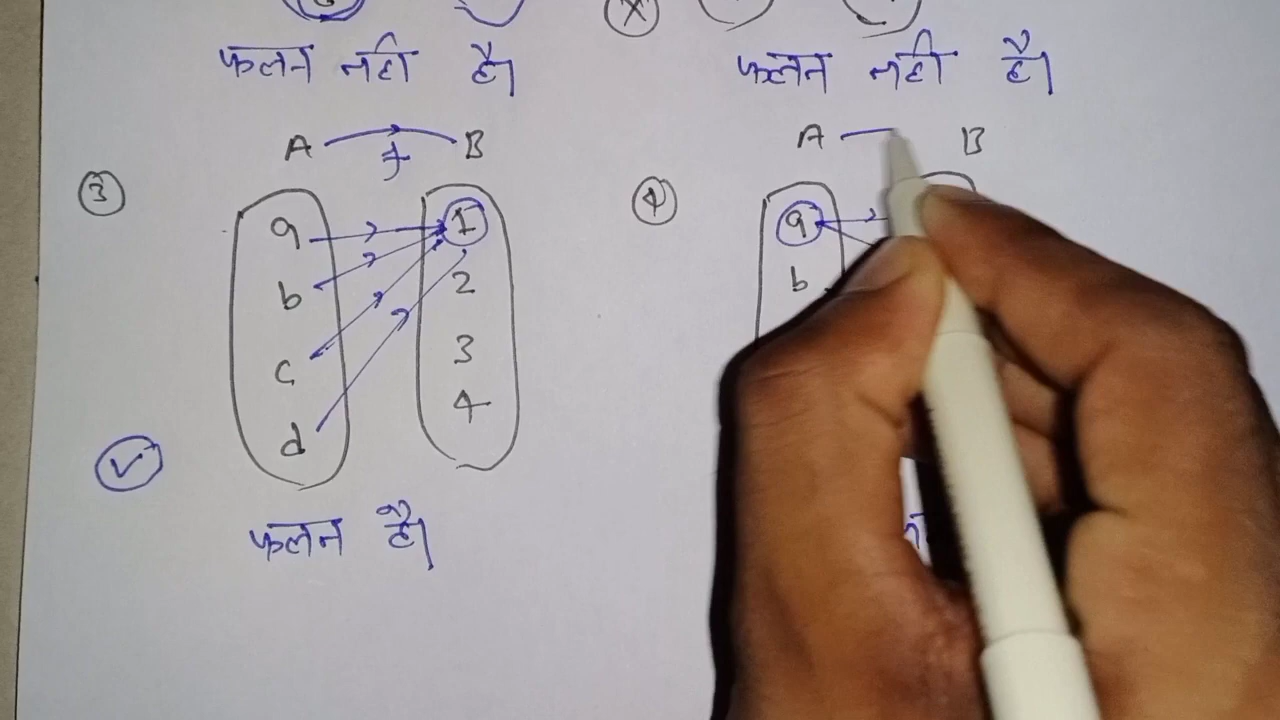 फलन नहीं है। फलन नहीं है।
A f B A B
③ ④
a 1 a
b 2 b
c 3
d 4
फलन है।